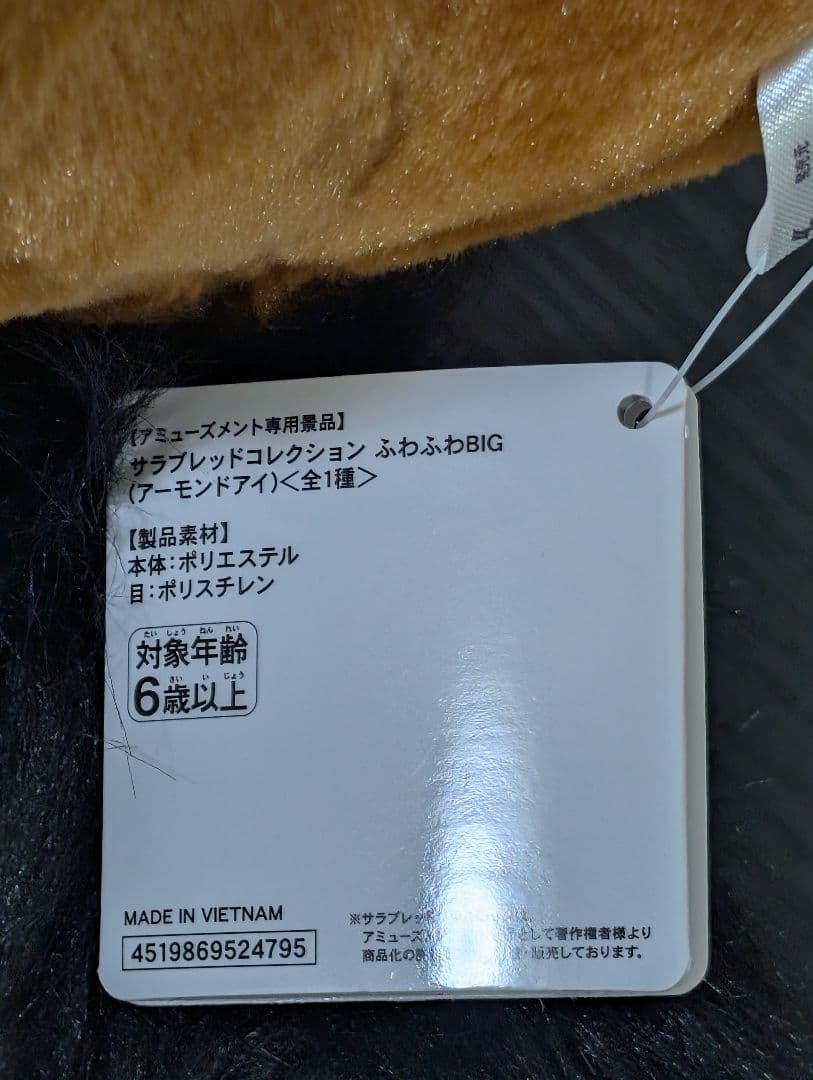 発売元
【アミューズメント専用景品】
サラブレッドコレクション ふわふわBIG
(アーモンドアイ)<全1種>
【製品素材】
本体:ポリエステル
目:ポリスチレン
たい しょう ねん れい
対象年齢
さい い じょう
6歳以上
MADE IN VIETNAM
4519869524795
※サラブレッド
アミューズ として著作権者様より
商品化の許 ・販売しております。